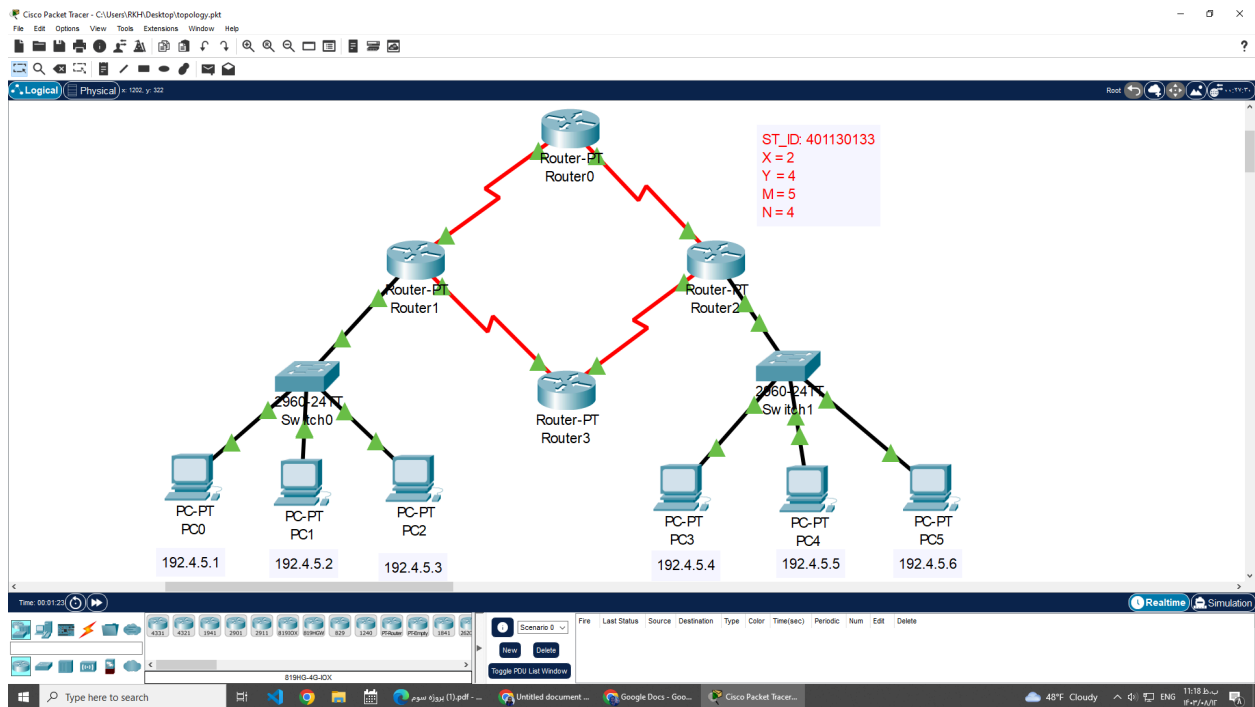 Cisco Packet Tracer - C:\Users\RKH\Desktop\topology.pkt
File Edit Options View Tools Extensions Window Help
?
Logical Physical x: 1202, y: 322 Root
Router-PT
Router0
ST_ID: 401130133
X = 2
Y = 4
M = 5
N = 4
Router-PT
Router1
Router-PT
Router2
2960-24TT
Switch0
Router-PT
Router3
2960-24TT
Switch1
PC-PT
PC0
PC-PT
PC1
PC-PT
PC2
PC-PT
PC3
PC-PT
PC4
PC-PT
PC5
192.4.5.1
192.4.5.2
192.4.5.3
192.4.5.4
192.4.5.5
192.4.5.6
Time: 00:01:23 Realtime Simulation
4331 4321 1941 2901 2911 819IOX 819HGW 829 1240 PT-Router PT-Empty 1841
819HG-4G-IOX
Scenario 0
New Delete
Toggle PDU List Window
Fire Last Status Source Destination Type Color Time(sec) Periodic Num Edit Delete
Type here to search
پروژه سوم (1).pdf - ...
Untitled document ...
Google Docs - Goo...
Cisco Packet Tracer...
48°F Cloudy
ENG
11:18 ب.ظ